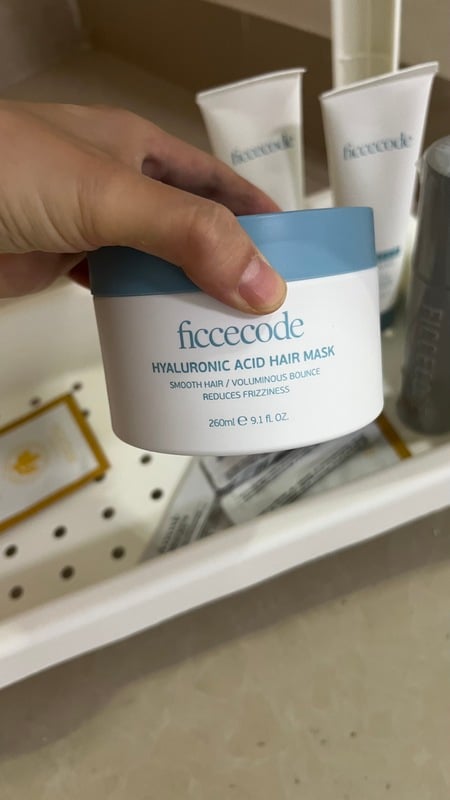 ficcecode
ficcecode
ficcecode
HYALURONIC ACID HAIR MASK
SMOOTH HAIR / VOLUMINOUS BOUNCE
REDUCES FRIZZINESS
260ml ℮ 9.1 fl. oz.